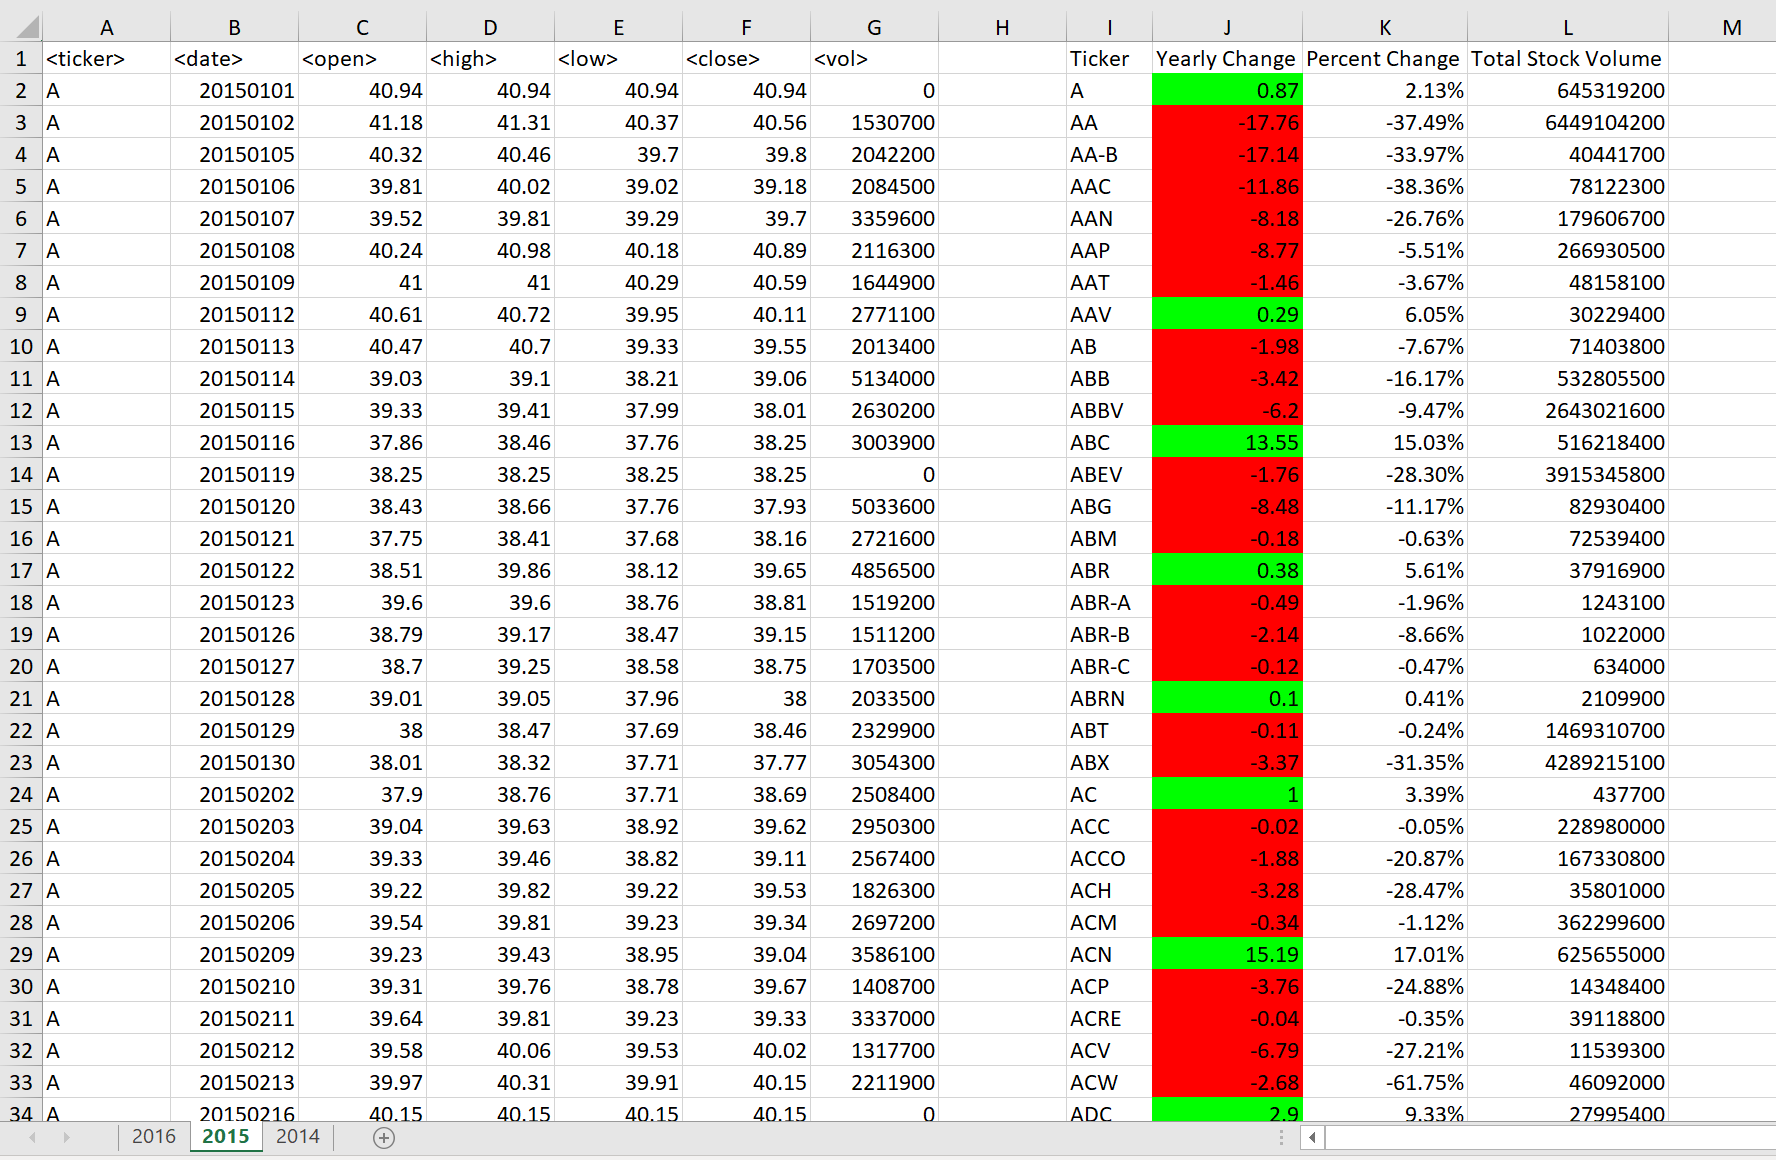 A B C D E F G H I J K L M
1 <ticker> <date> <open> <high> <low> <close> <vol> Ticker Yearly Change Percent Change Total Stock Volume
2 A 20150101 40.94 40.94 40.94 40.94 0 A 0.87 2.13% 645319200
3 A 20150102 41.18 41.31 40.37 40.56 1530700 AA -17.76 -37.49% 6449104200
4 A 20150105 40.32 40.46 39.7 39.8 2042200 AA-B -17.14 -33.97% 40441700
5 A 20150106 39.81 40.02 39.02 39.18 2084500 AAC -11.86 -38.36% 78122300
6 A 20150107 39.52 39.81 39.29 39.7 3359600 AAN -8.18 -26.76% 179606700
7 A 20150108 40.24 40.98 40.18 40.89 2116300 AAP -8.77 -5.51% 266930500
8 A 20150109 41 41 40.29 40.59 1644900 AAT -1.46 -3.67% 48158100
9 A 20150112 40.61 40.72 39.95 40.11 2771100 AAV 0.29 6.05% 30229400
10 A 20150113 40.47 40.7 39.33 39.55 2013400 AB -1.98 -7.67% 71403800
11 A 20150114 39.03 39.1 38.21 39.06 5134000 ABB -3.42 -16.17% 532805500
12 A 20150115 39.33 39.41 37.99 38.01 2630200 ABBV -6.2 -9.47% 2643021600
13 A 20150116 37.86 38.46 37.76 38.25 3003900 ABC 13.55 15.03% 516218400
14 A 20150119 38.25 38.25 38.25 38.25 0 ABEV -1.76 -28.30% 3915345800
15 A 20150120 38.43 38.66 37.76 37.93 5033600 ABG -8.48 -11.17% 82930400
16 A 20150121 37.75 38.41 37.68 38.16 2721600 ABM -0.18 -0.63% 72539400
17 A 20150122 38.51 39.86 38.12 39.65 4856500 ABR 0.38 5.61% 37916900
18 A 20150123 39.6 39.6 38.76 38.81 1519200 ABR-A -0.49 -1.96% 1243100
19 A 20150126 38.79 39.17 38.47 39.15 1511200 ABR-B -2.14 -8.66% 1022000
20 A 20150127 38.7 39.25 38.58 38.75 1703500 ABR-C -0.12 -0.47% 634000
21 A 20150128 39.01 39.05 37.96 38 2033500 ABRN 0.1 0.41% 2109900
22 A 20150129 38 38.47 37.69 38.46 2329900 ABT -0.11 -0.24% 1469310700
23 A 20150130 38.01 38.32 37.71 37.77 3054300 ABX -3.37 -31.35% 4289215100
24 A 20150202 37.9 38.76 37.71 38.69 2508400 AC 1 3.39% 437700
25 A 20150203 39.04 39.63 38.92 39.62 2950300 ACC -0.02 -0.05% 228980000
26 A 20150204 39.33 39.46 38.82 39.11 2567400 ACCO -1.88 -20.87% 167330800
27 A 20150205 39.22 39.82 39.22 39.53 1826300 ACH -3.28 -28.47% 35801000
28 A 20150206 39.54 39.81 39.23 39.34 2697200 ACM -0.34 -1.12% 362299600
29 A 20150209 39.23 39.43 38.95 39.04 3586100 ACN 15.19 17.01% 625655000
30 A 20150210 39.31 39.76 38.78 39.67 1408700 ACP -3.76 -24.88% 14348400
31 A 20150211 39.64 39.81 39.23 39.33 3337000 ACRE -0.04 -0.35% 39118800
32 A 20150212 39.58 40.06 39.53 40.02 1317700 ACV -6.79 -27.21% 11539300
33 A 20150213 39.97 40.31 39.91 40.15 2211900 ACW -2.68 -61.75% 46092000
34 A 20150216 40.15 40.15 40.15 40.15 0 ADC 2.9 9.33% 27995400
2016 2015 2014